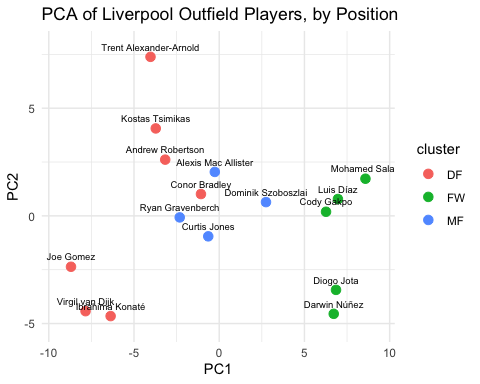 PCA of Liverpool Outfield Players, by Position
Trent Alexander-Arnold
Kostas Tsimikas
Andrew Robertson
Alexis Mac Allister
Mohamed Sala
Conor Bradley
Dominik Szoboszlai
Luis Díaz
Cody Gakpo
Ryan Gravenberch
Curtis Jones
Joe Gomez
Diogo Jota
Virgil van Dijk
Ibrahima Konaté
Darwin Núñez
5
0
-5
PC2
-10
-5
0
5
10
PC1
cluster
DF
FW
MF